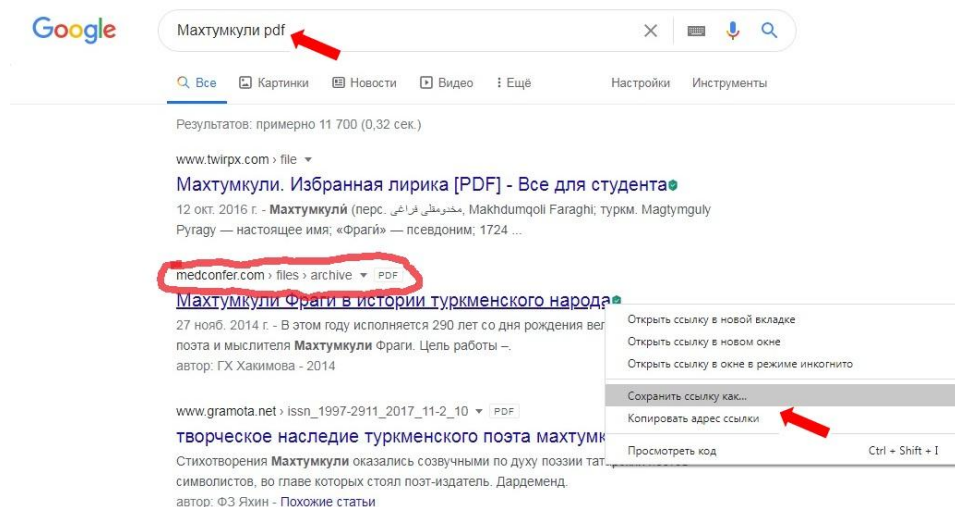 Google
Махтумкули pdf
Все Картинки Новости Видео Ещё Настройки Инструменты
Результатов: примерно 11 700 (0,32 сек.)
www.twirpx.com › file
Махтумкули. Избранная лирика [PDF] - Все для студента
12 окт. 2016 г. - Махтумкули́ (перс. مخدومقلی فراغی, Makhdumqoli Faraghi; туркм. Magtymguly
Pyragy — настоящее имя; «Фраги́» — псевдоним; 1724 ...
medconfer.com › files › archive PDF
Махтумкули Фраги в истории туркменского народа
27 нояб. 2014 г. - В этом году исполняется 290 лет со дня рождения
поэта и мыслителя Махтумкули Фраги. Цель работы –.
автор: ГХ Хакимова - 2014
Открыть ссылку в новой вкладке
Открыть ссылку в новом окне
Открыть ссылку в окне в режиме инкогнито
Сохранить ссылку как...
Копировать адрес ссылки
Просмотреть код Ctrl + Shift + I
www.gramota.net › issn_1997-2911_2017_11-2_10 PDF
творческое наследие туркменского поэта
Стихотворения Махтумкули оказались созвучными по духу поэзии
символистов, во главе которых стоял поэт-издатель. Дардеменд.
автор: ФЗ Яхин - Похожие статьи